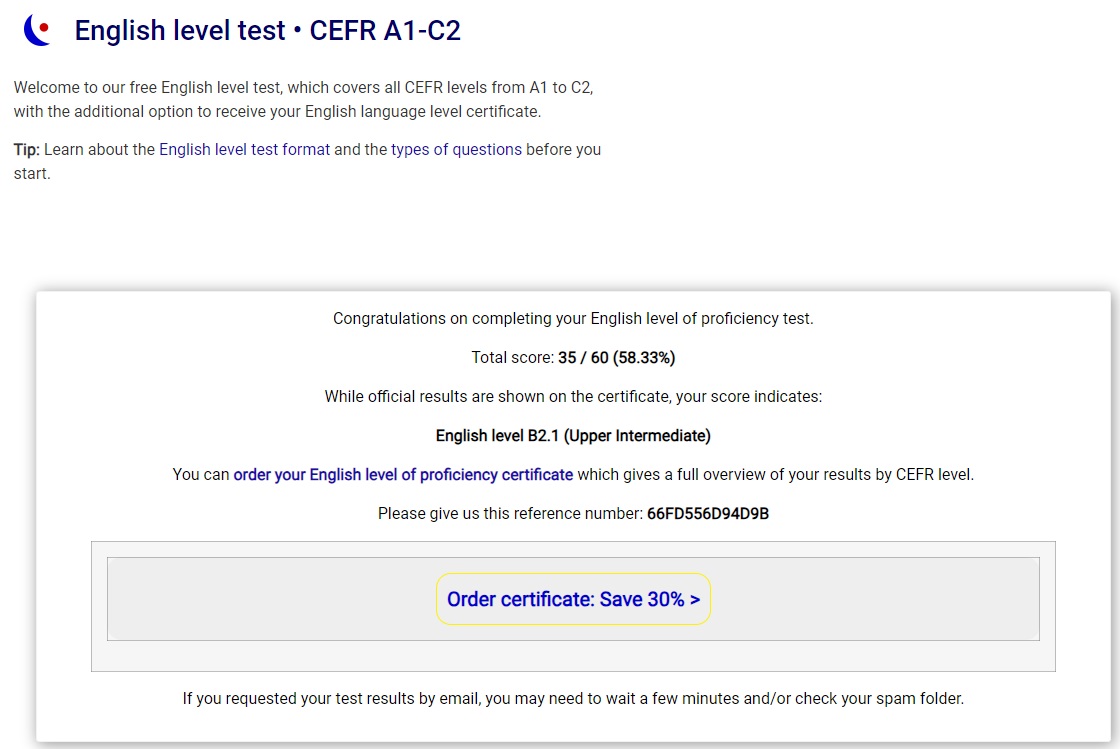 English level test • CEFR A1-C2
Welcome to our free English level test, which covers all CEFR levels from A1 to C2,
with the additional option to receive your English language level certificate.
Tip: Learn about the English level test format and the types of questions before you
start.
Congratulations on completing your English level of proficiency test.
Total score: 35 / 60 (58.33%)
While official results are shown on the certificate, your score indicates:
English level B2.1 (Upper Intermediate)
You can order your English level of proficiency certificate which gives a full overview of your results by CEFR level.
Please give us this reference number: 66FD556D94D9B
Order certificate: Save 30% >
If you requested your test results by email, you may need to wait a few minutes and/or check your spam folder.